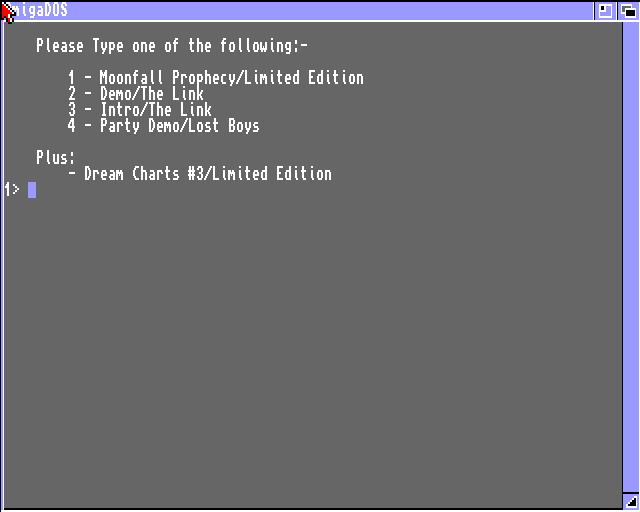 AmigaDOS
Please Type one of the following:-
1 - Moonfall Prophecy/Limited Edition
2 - Demo/The Link
3 - Intro/The Link
4 - Party Demo/Lost Boys
Plus:
- Dream Charts #3/Limited Edition
1>